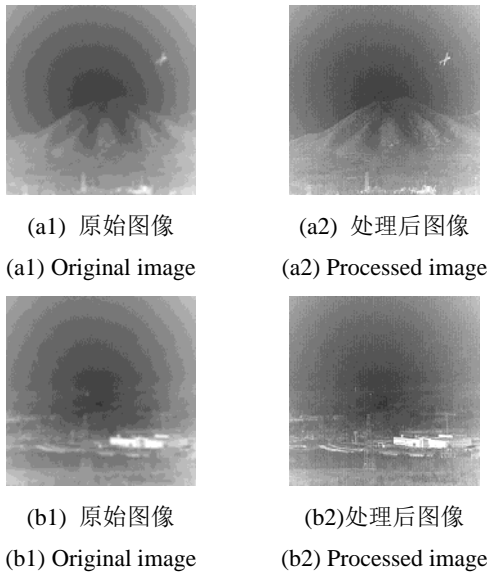 (a1) 原始图像
(a2) 处理后图像
(a1) Original image
(a2) Processed image
(b1) 原始图像
(b2)处理后图像
(b1) Original image
(b2) Processed image